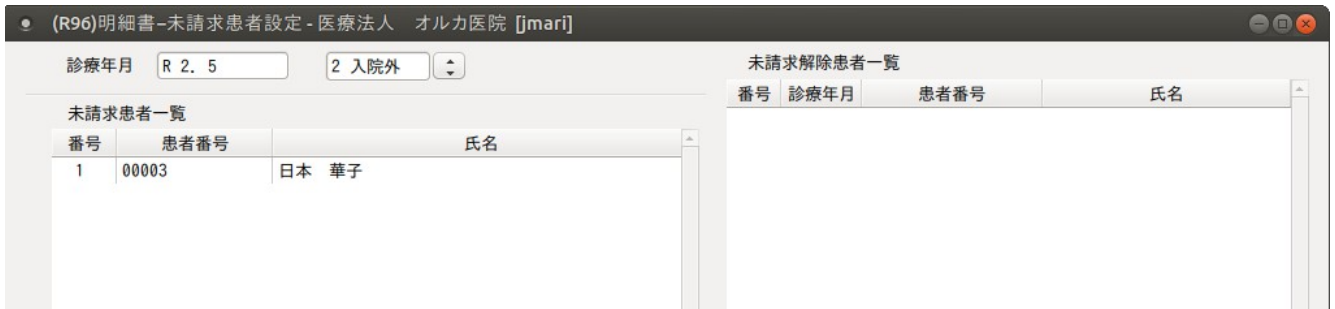 (R96)明細書−未請求患者設定 - 医療法人　オルカ医院 [jmari]
診療年月 R 2. 5 2 入院外
未請求患者一覧
番号 患者番号 氏名
1 00003 日本　華子
未請求解除患者一覧
番号 診療年月 患者番号 氏名